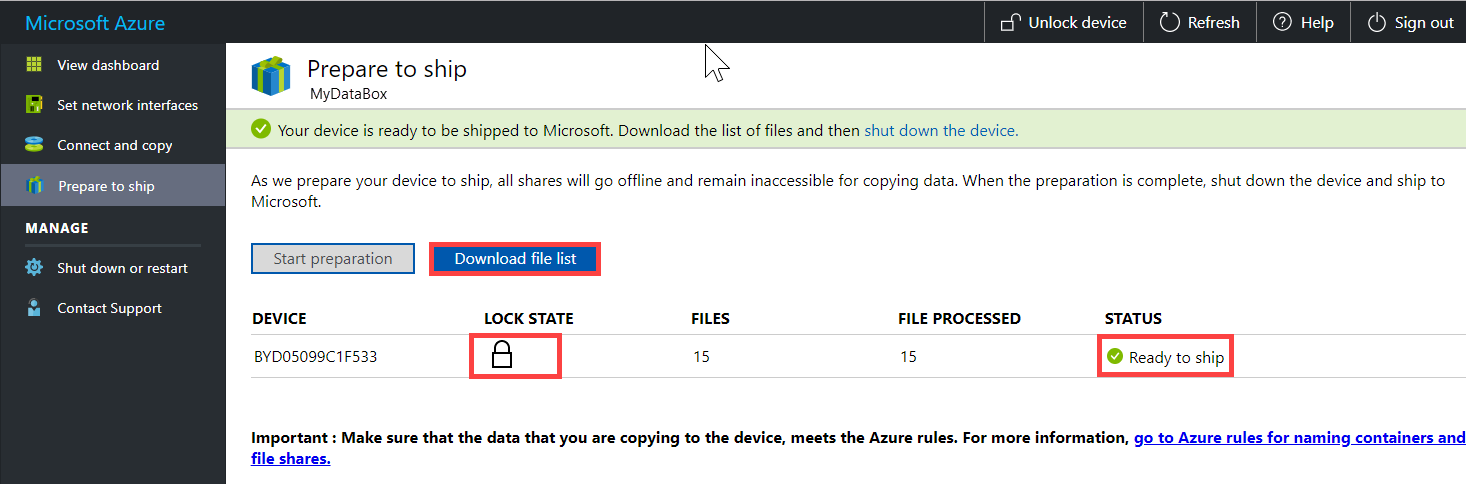 Microsoft Azure
Unlock device
Refresh
Help
Sign out
View dashboard
Set network interfaces
Connect and copy
Prepare to ship
MANAGE
Shut down or restart
Contact Support
Prepare to ship
MyDataBox
Your device is ready to be shipped to Microsoft. Download the list of files and then shut down the device.
As we prepare your device to ship, all shares will go offline and remain inaccessible for copying data. When the preparation is complete, shut down the device and ship to
Microsoft.
Start preparation
Download file list
DEVICE LOCK STATE FILES FILE PROCESSED STATUS
BYD05099C1F533 15 15 Ready to ship
Important : Make sure that the data that you are copying to the device, meets the Azure rules. For more information, go to Azure rules for naming containers and
file shares.